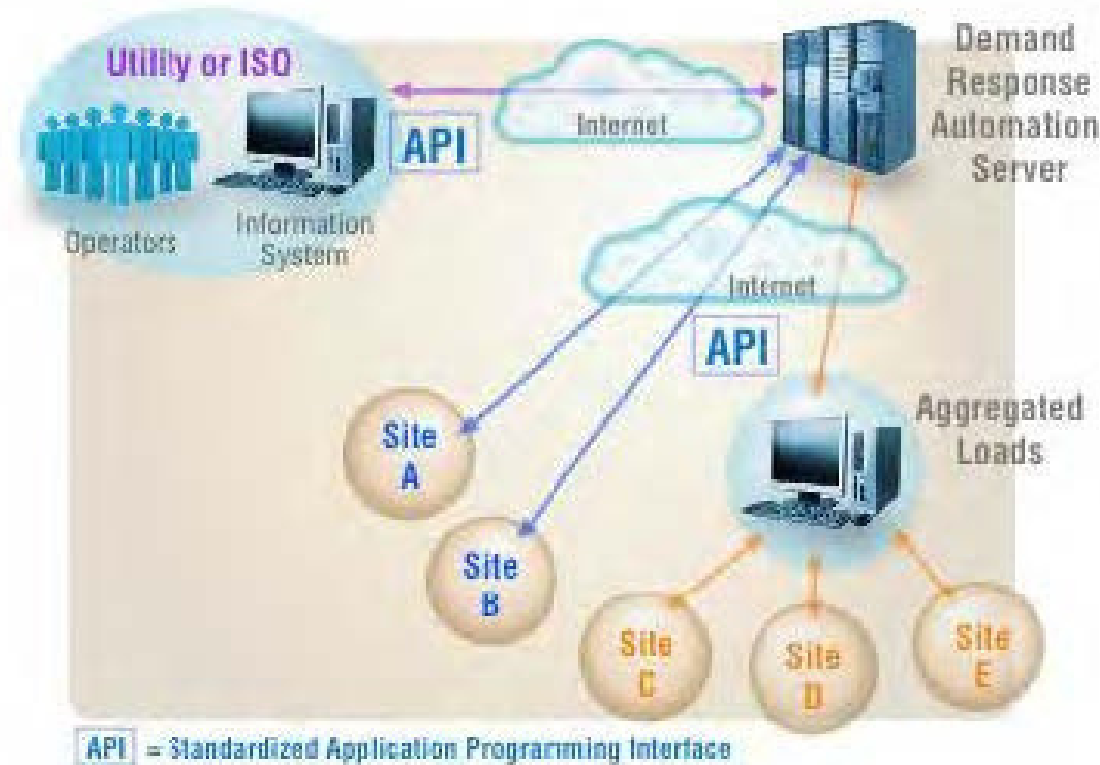 Utility or ISO
Operators
Information
System
API
Internet
Demand
Response
Automation
Server
Internet
API
Aggregated
Loads
Site
A
Site
B
Site
C
Site
D
Site
E
API = Standardized Application Programming Interface